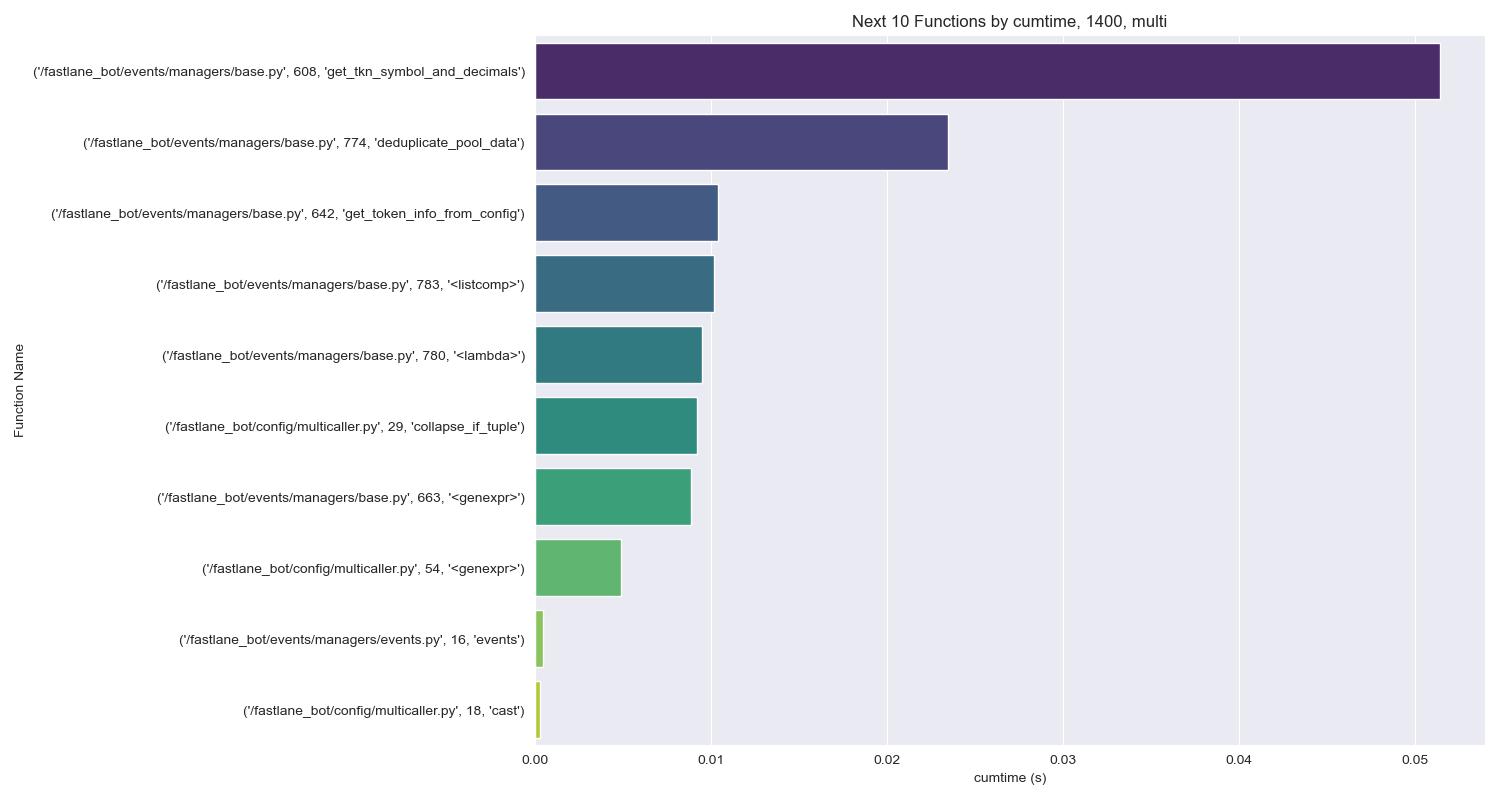 Next 10 Functions by cumtime, 1400, multi
('/fastlane_bot/events/managers/base.py', 608, 'get_tkn_symbol_and_decimals')
('/fastlane_bot/events/managers/base.py', 774, 'deduplicate_pool_data')
('/fastlane_bot/events/managers/base.py', 642, 'get_token_info_from_config')
('/fastlane_bot/events/managers/base.py', 783, '<listcomp>')
('/fastlane_bot/events/managers/base.py', 780, '<lambda>')
('/fastlane_bot/config/multicaller.py', 29, 'collapse_if_tuple')
('/fastlane_bot/events/managers/base.py', 663, '<genexpr>')
('/fastlane_bot/config/multicaller.py', 54, '<genexpr>')
('/fastlane_bot/events/managers/events.py', 16, 'events')
('/fastlane_bot/config/multicaller.py', 18, 'cast')
Function Name
0.00 0.01 0.02 0.03 0.04 0.05
cumtime (s)